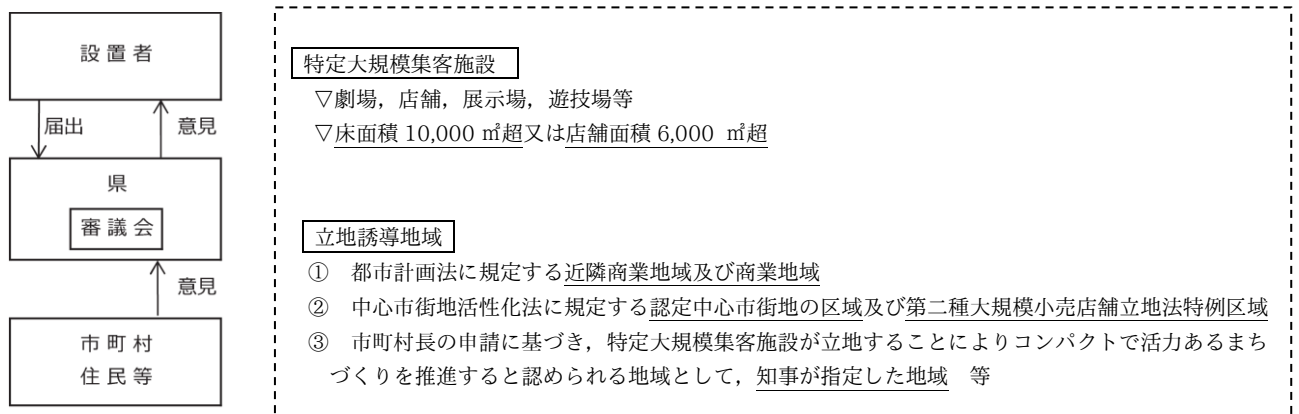 設 置 者
届出
意見
県
審 議 会
意見
市 町 村
住 民 等
特定大規模集客施設
▽劇場，店舗，展示場，遊技場等
▽床面積 10,000 ㎡超又は店舗面積 6,000 ㎡超
立地誘導地域
① 都市計画法に規定する近隣商業地域及び商業地域
② 中心市街地活性化法に規定する認定中心市街地の区域及び第二種大規模小売店舗立地法特例区域
③ 市町村長の申請に基づき，特定大規模集客施設が立地することによりコンパクトで活力あるまち
づくりを推進すると認められる地域として，知事が指定した地域 等